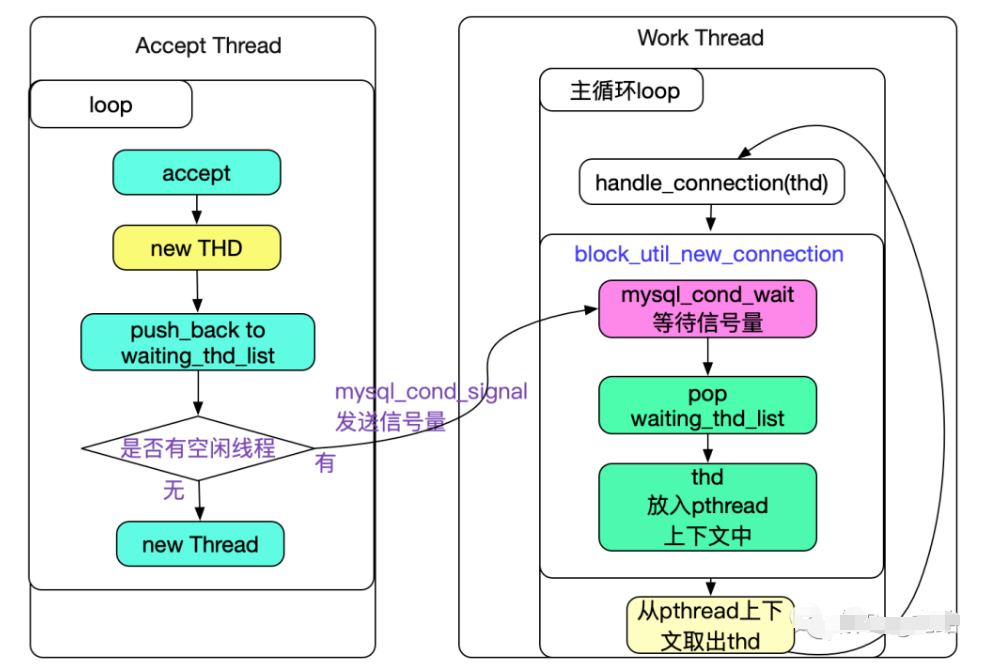 Accept Thread
loop
accept
new THD
push_back to
waiting_thd_list
是否有空闲线程
有
无
new Thread
mysql_cond_signal
发送信号量
Work Thread
主循环loop
handle_connection(thd)
block_util_new_connection
mysql_cond_wait
等待信号量
pop
waiting_thd_list
thd
放入pthread
上下文中
从pthread上下
文取出thd